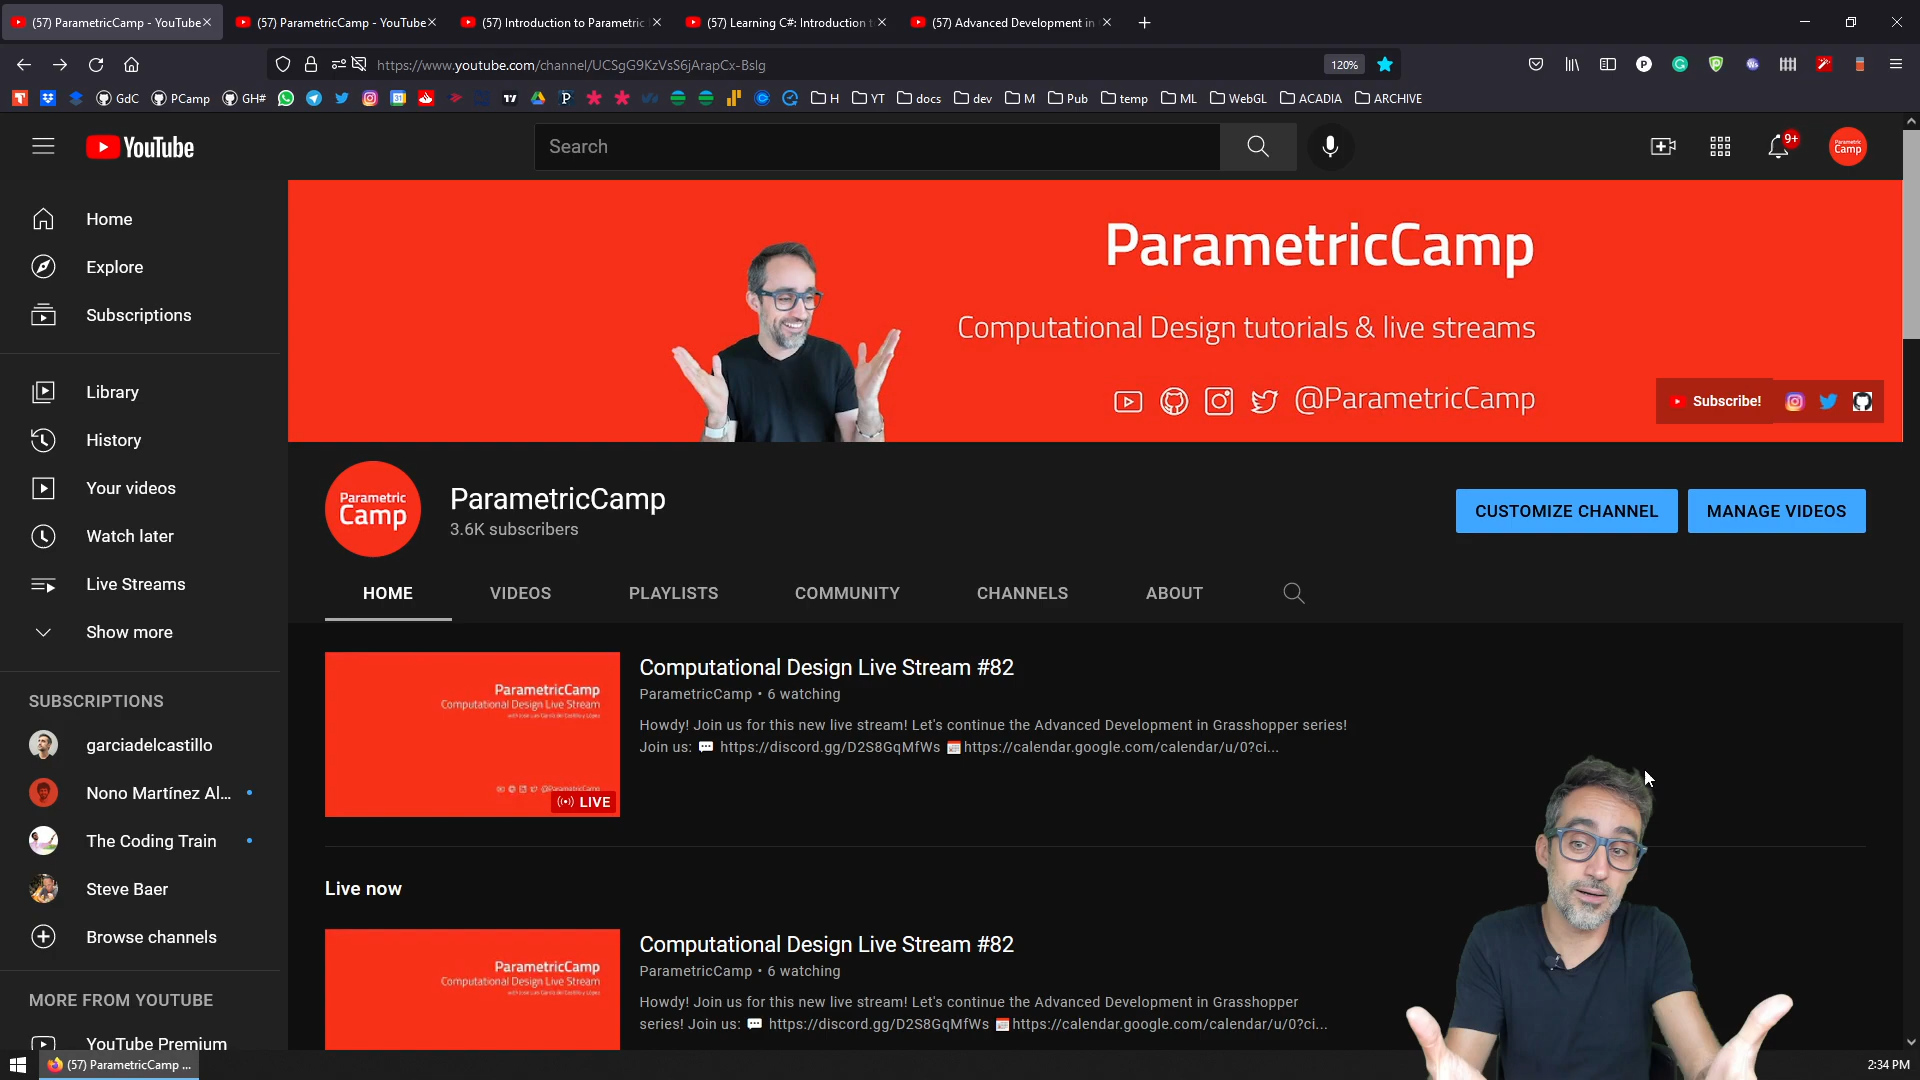 (57) ParametricCamp - YouTube
(57) ParametricCamp - YouTube
(57) Introduction to Parametric
(57) Learning C#: Introduction t
(57) Advanced Development in
https://www.youtube.com/channel/UCSgG9KzVsS6jArapCx-Bslg
120%
GdC
PCamp
GH#
H
YT
docs
dev
M
Pub
temp
ML
WebGL
ACADIA
ARCHIVE
YouTube
Search
9+
Parametric
Camp
Home
Explore
Subscriptions
Library
History
Your videos
Watch later
Live Streams
Show more
SUBSCRIPTIONS
garciadelcastillo
Nono Martínez Al...
The Coding Train
Steve Baer
Browse channels
MORE FROM YOUTUBE
YouTube Premium
ParametricCamp
Computational Design tutorials & live streams
@ParametricCamp
Subscribe!
Parametric
Camp
ParametricCamp
3.6K subscribers
CUSTOMIZE CHANNEL
MANAGE VIDEOS
HOME
VIDEOS
PLAYLISTS
COMMUNITY
CHANNELS
ABOUT
ParametricCamp
Computational Design Live Stream
@ParametricCamp
LIVE
Computational Design Live Stream #82
ParametricCamp • 6 watching
Howdy! Join us for this new live stream! Let's continue the Advanced Development in Grasshopper series!
Join us: 💬 https://discord.gg/D2S8GqMfWs 📅https://calendar.google.com/calendar/u/0?ci...
Live now
ParametricCamp
Computational Design Live Stream
Computational Design Live Stream #82
ParametricCamp • 6 watching
Howdy! Join us for this new live stream! Let's continue the Advanced Development in Grasshopper
series! Join us: 💬 https://discord.gg/D2S8GqMfWs 📅https://calendar.google.com/calendar/u/0?ci...
(57) ParametricCamp ...
2:34 PM